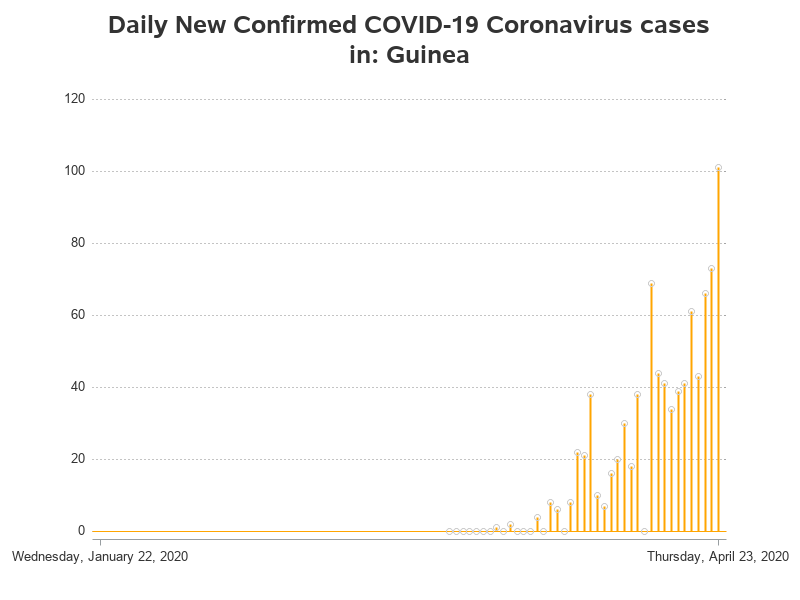 Daily New Confirmed COVID-19 Coronavirus cases
in: Guinea
120
100
80
60
40
20
0
Wednesday, January 22, 2020
Thursday, April 23, 2020